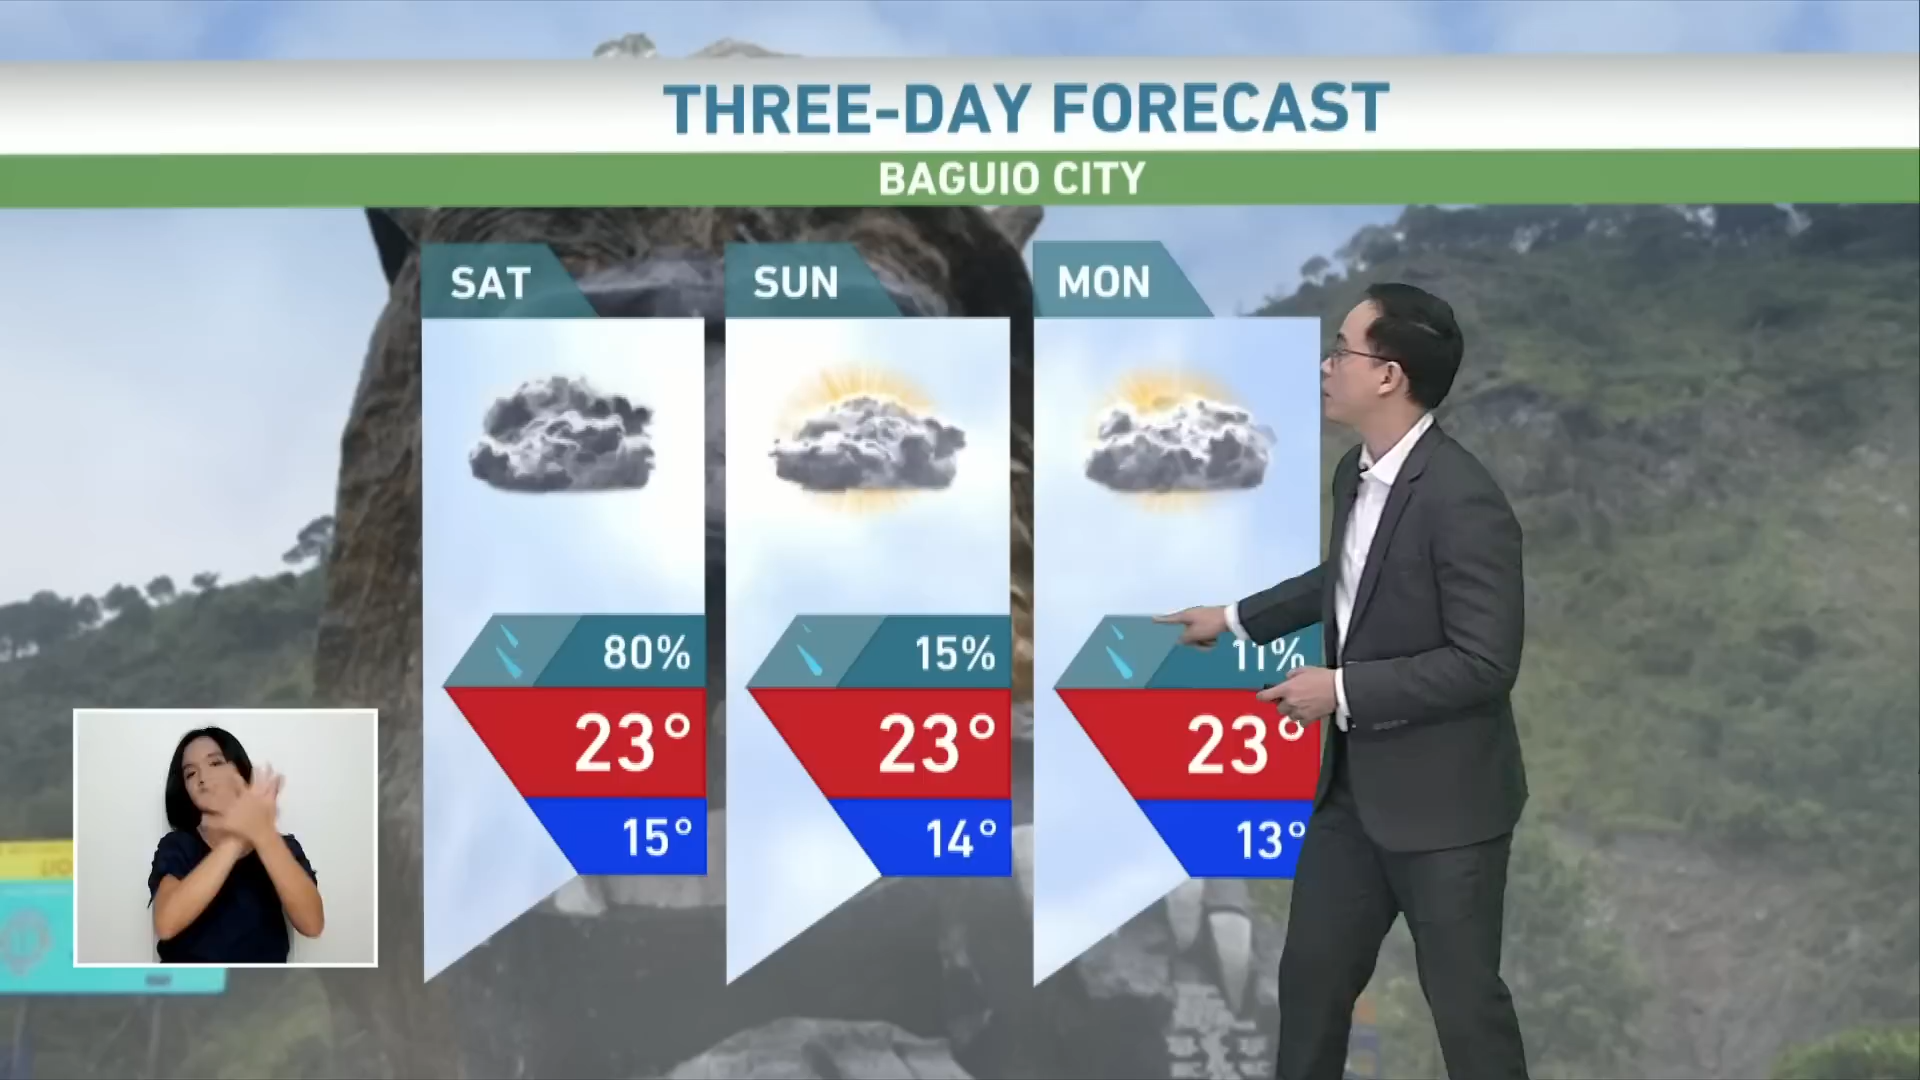 THREE-DAY FORECAST
BAGUIO CITY
SAT
SUN
MON
80%
15%
11%
23°
23°
23°
15°
14°
13°